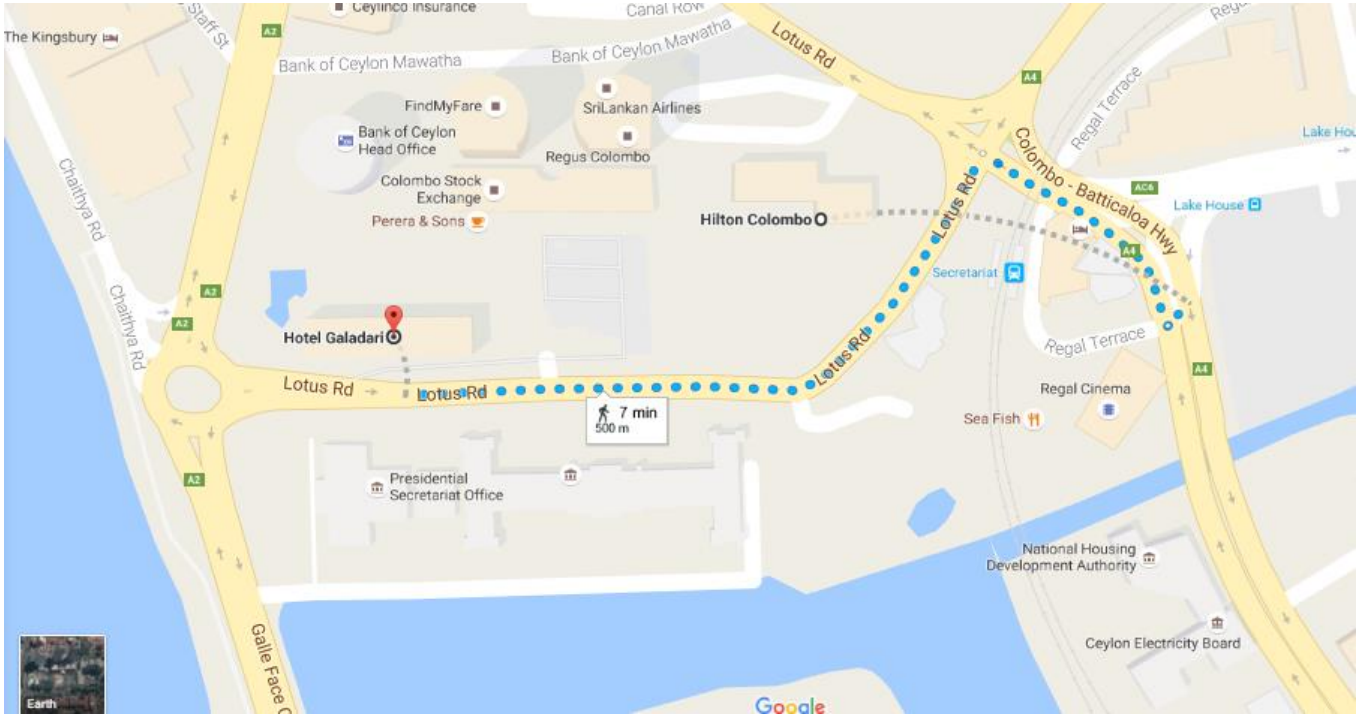 Ceylinco Insurance
Canal Row
The Kingsbury
Staff St
A2
Lotus Rd
Bank of Ceylon Mawatha
Bank of Ceylon Mawatha
A4
Regal Terrace
FindMyFare
SriLankan Airlines
Bank of Ceylon
Head Office
Regus Colombo
Lake Hou
Chaithya Rd
Colombo Stock
Exchange
Perera & Sons
Hilton Colombo
Lotus Rd
Colombo - Batticaloa Hwy
AC6
Lake House
A4
Secretariat
A2
A2
Chaithya Rd
Hotel Galadari
Lotus Rd
Lotus Rd
Lotus Rd
Regal Terrace
A4
7 min
500 m
Regal Cinema
Sea Fish
A2
Presidential
Secretariat Office
National Housing
Development Authority
Ceylon Electricity Board
Galle Face C
Earth
Google